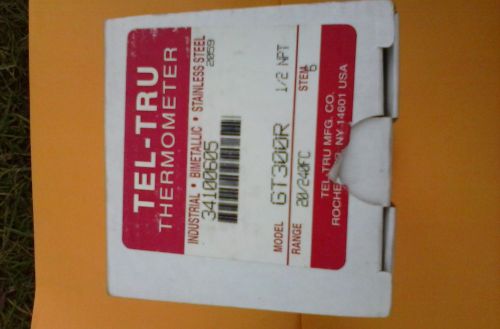 TEL-TRU
THERMOMETER
INDUSTRIAL • BIMETALLIC • STAINLESS STEEL
2059
34100605
MODEL GT300R 1/2 NPT
RANGE 20/240FC STEM 6
TEL-TRU MFG. CO.
NY 14601 USA